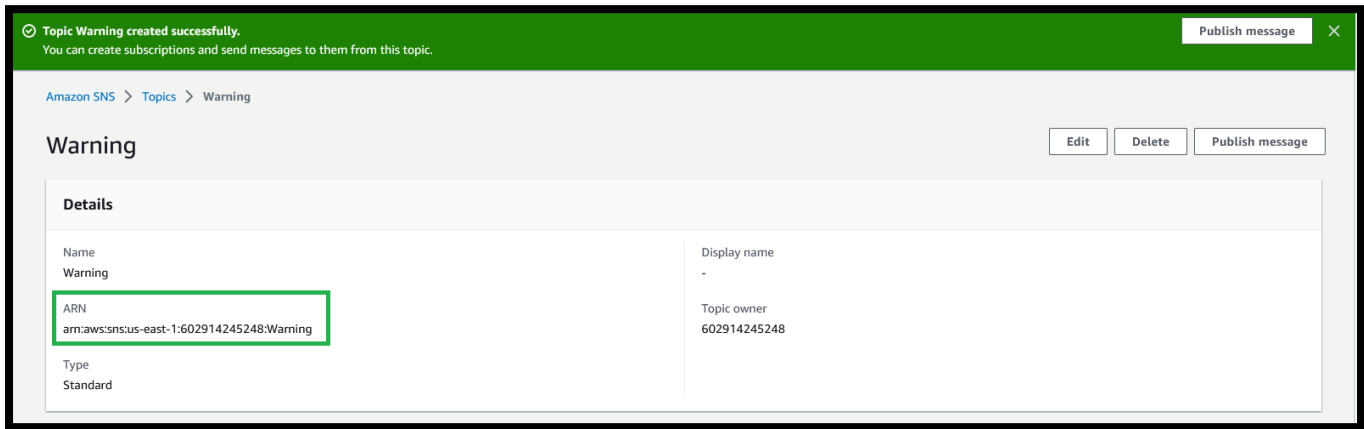 Topic Warning created successfully.
You can create subscriptions and send messages to them from this topic.
Publish message
Amazon SNS > Topics > Warning
Warning
Edit
Delete
Publish message
Details
Name
Warning
ARN
arn:aws:sns:us-east-1:602914245248:Warning
Type
Standard
Display name
-
Topic owner
602914245248